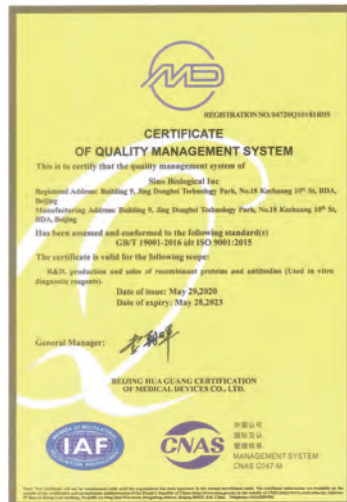 MD
REGISTRATION NO.:04720Q10181R0S
CERTIFICATE
OF QUALITY MANAGEMENT SYSTEM
This is to certify that the quality management system of
Sino Biological Inc
Registered Address: Building 9, Jing Dongbei Technology Park, No.18 Kechuang 10th St, BDA,
Beijing
Manufacturing Address: Building 9, Jing Dongbei Technology Park, No.18 Kechuang 10th St,
BDA, Beijing
Has been assessed and conformed to the following standard(s)
GB/T 19001-2016 idt ISO 9001:2015
The certificate is valid for the following scope:
R&D, production and sales of recombinant proteins and antibodies (Used in vitro
diagnostic reagents).
Date of issue: May 29,2020
Date of expiry: May 28,2023
General Manager:
BEIJING HUA GUANG CERTIFICATION
OF MEDICAL DEVICES CO., LTD.
MEMBER OF MULTILATERAL
RECOGNITION ARRANGEMENT
IAF
CNAS
中国认可
国际互认
管理体系
MANAGEMENT SYSTEM
CNAS C047-M